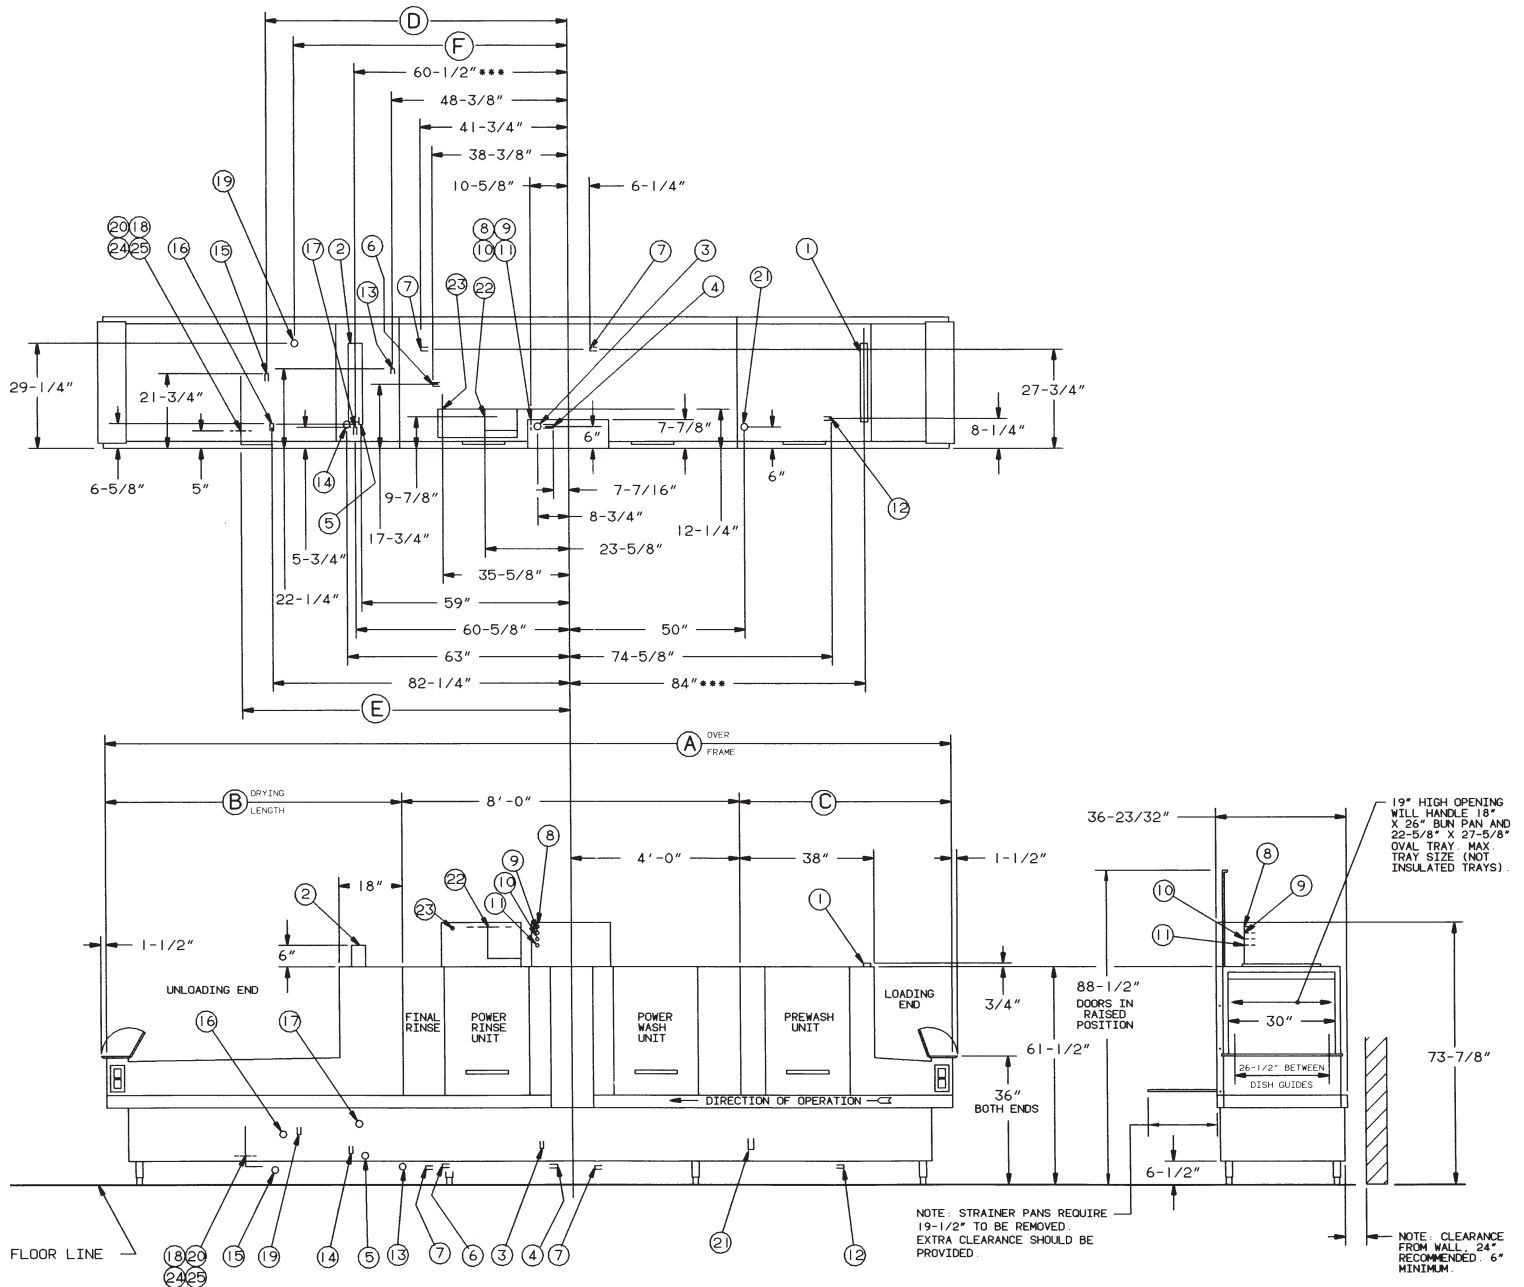 D
F
60-1/2"***
48-3/8"
41-3/4"
38-3/8"
10-5/8" 6-1/4"
19
20 18 8 9
24 25 16 15 17 2 6 10 11 7 3 1
13 7 23 22 4 21
29-1/4"
21-3/4"
27-3/4"
6" 7-7/8" 8-1/4"
6-5/8" 5" 14 9-7/8" 7-7/16" 6"
5 8-3/4" 12
17-3/4" 12-1/4"
5-3/4" 23-5/8"
35-5/8"
22-1/4" 59"
60-5/8" 50"
63" 74-5/8"
82-1/4" 84"***
E
A OVER
FRAME
B DRYING
LENGTH
8'-0" C
36-23/32"
19" HIGH OPENING
WILL HANDLE 18"
X 26" BUN PAN AND
22-5/8" X 27-5/8"
OVAL TRAY. MAX.
TRAY SIZE (NOT
INSULATED TRAYS).
8
9
10
11
22
23
2
18"
4'-0" 38" 1-1/2"
1
8
10 9
11
1-1/2" 6"
3/4"
88-1/2"
DOORS IN
RAISED
POSITION
61-1/2"
73-7/8"
30"
26-1/2" BETWEEN
DISH GUIDES
UNLOADING END
LOADING
END
FINAL
RINSE
POWER
RINSE
UNIT
POWER
WASH
UNIT
PREWASH
UNIT
16 17
36"
BOTH ENDS
DIRECTION OF OPERATION
6-1/2"
NOTE: STRAINER PANS REQUIRE
19-1/2" TO BE REMOVED.
EXTRA CLEARANCE SHOULD BE
PROVIDED.
NOTE: CLEARANCE
FROM WALL, 24"
RECOMMENDED. 6"
MINIMUM.
FLOOR LINE
18 20 15 19 14 5 13 7 6 3 4 7 21 12
24 25